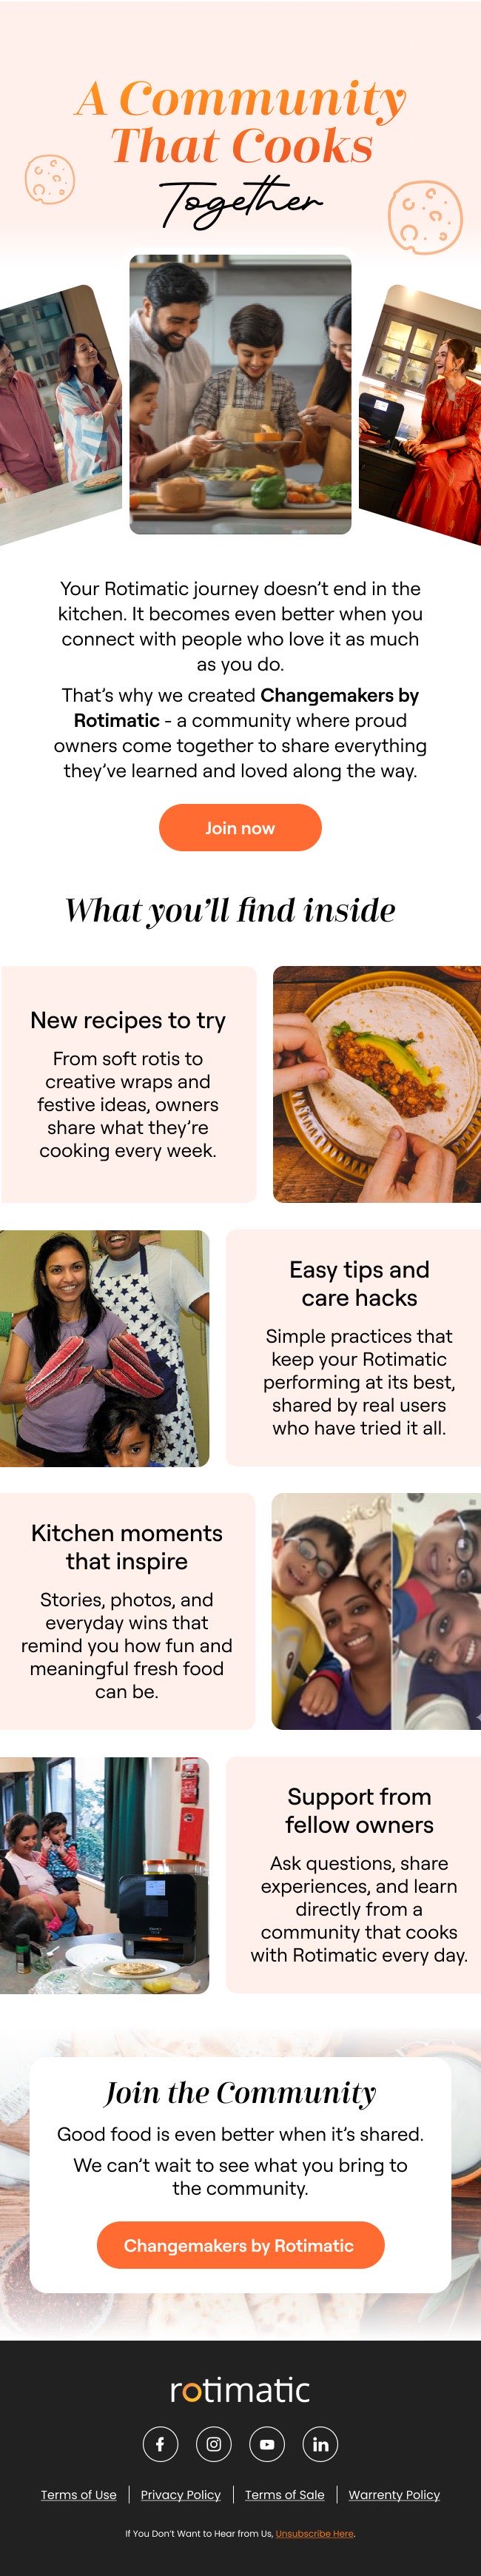 A Community
That Cooks
Together
Your Rotimatic journey doesn’t end in the
kitchen. It becomes even better when you
connect with people who love it as much
as you do.
That’s why we created Changemakers by
Rotimatic - a community where proud
owners come together to share everything
they’ve learned and loved along the way.
Join now
What you’ll find inside
New recipes to try
From soft rotis to
creative wraps and
festive ideas, owners
share what they’re
cooking every week.
Easy tips and
care hacks
Simple practices that
keep your Rotimatic
performing at its best,
shared by real users
who have tried it all.
Kitchen moments
that inspire
Stories, photos, and
everyday wins that
remind you how fun and
meaningful fresh food
can be.
Support from
fellow owners
Ask questions, share
experiences, and learn
directly from a
community that cooks
with Rotimatic every day.
Join the Community
Good food is even better when it’s shared.
We can’t wait to see what you bring to
the community.
Changemakers by Rotimatic
rotimatic
Terms of Use | Privacy Policy | Terms of Sale | Warrenty Policy
If You Don’t Want to Hear from Us, Unsubscribe Here.